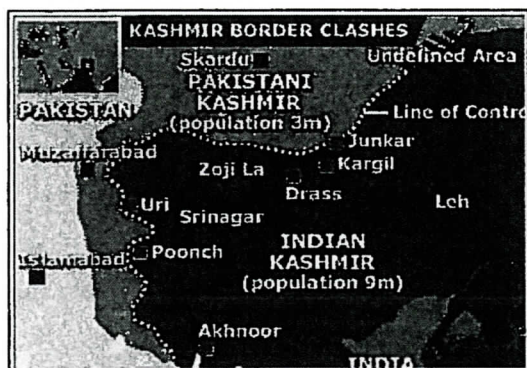 KASHMIR BORDER CLASHES
Undefined Area
Skardu
PAKISTANI
KASHMIR
(population 3m)
PAKISTAN
Line of Contro
Junkar
Muzaffarabad
Zoji La
Kargil
Drass
Leh
Uri
Srinagar
INDIAN
KASHMIR
(population 9m)
Poonch
Islamabad
Akhnoor
INDIA